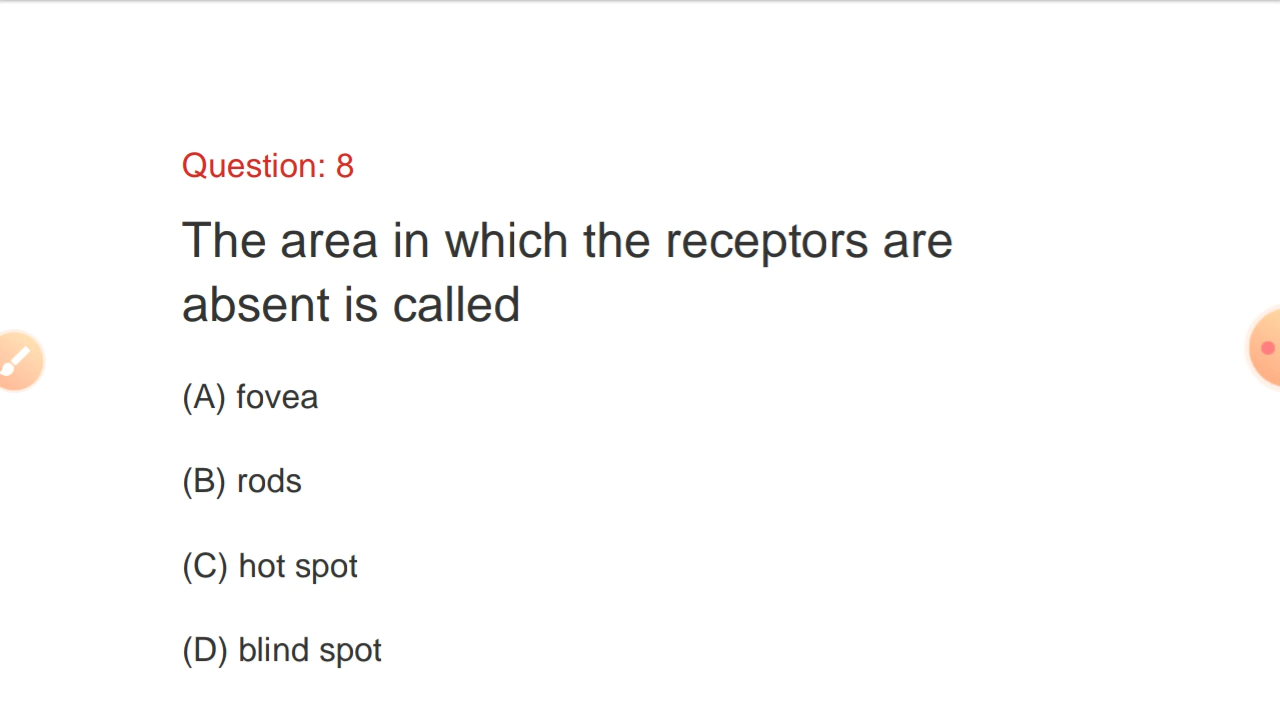 Question: 8
The area in which the receptors are
absent is called
(A) fovea
(B) rods
(C) hot spot
(D) blind spot